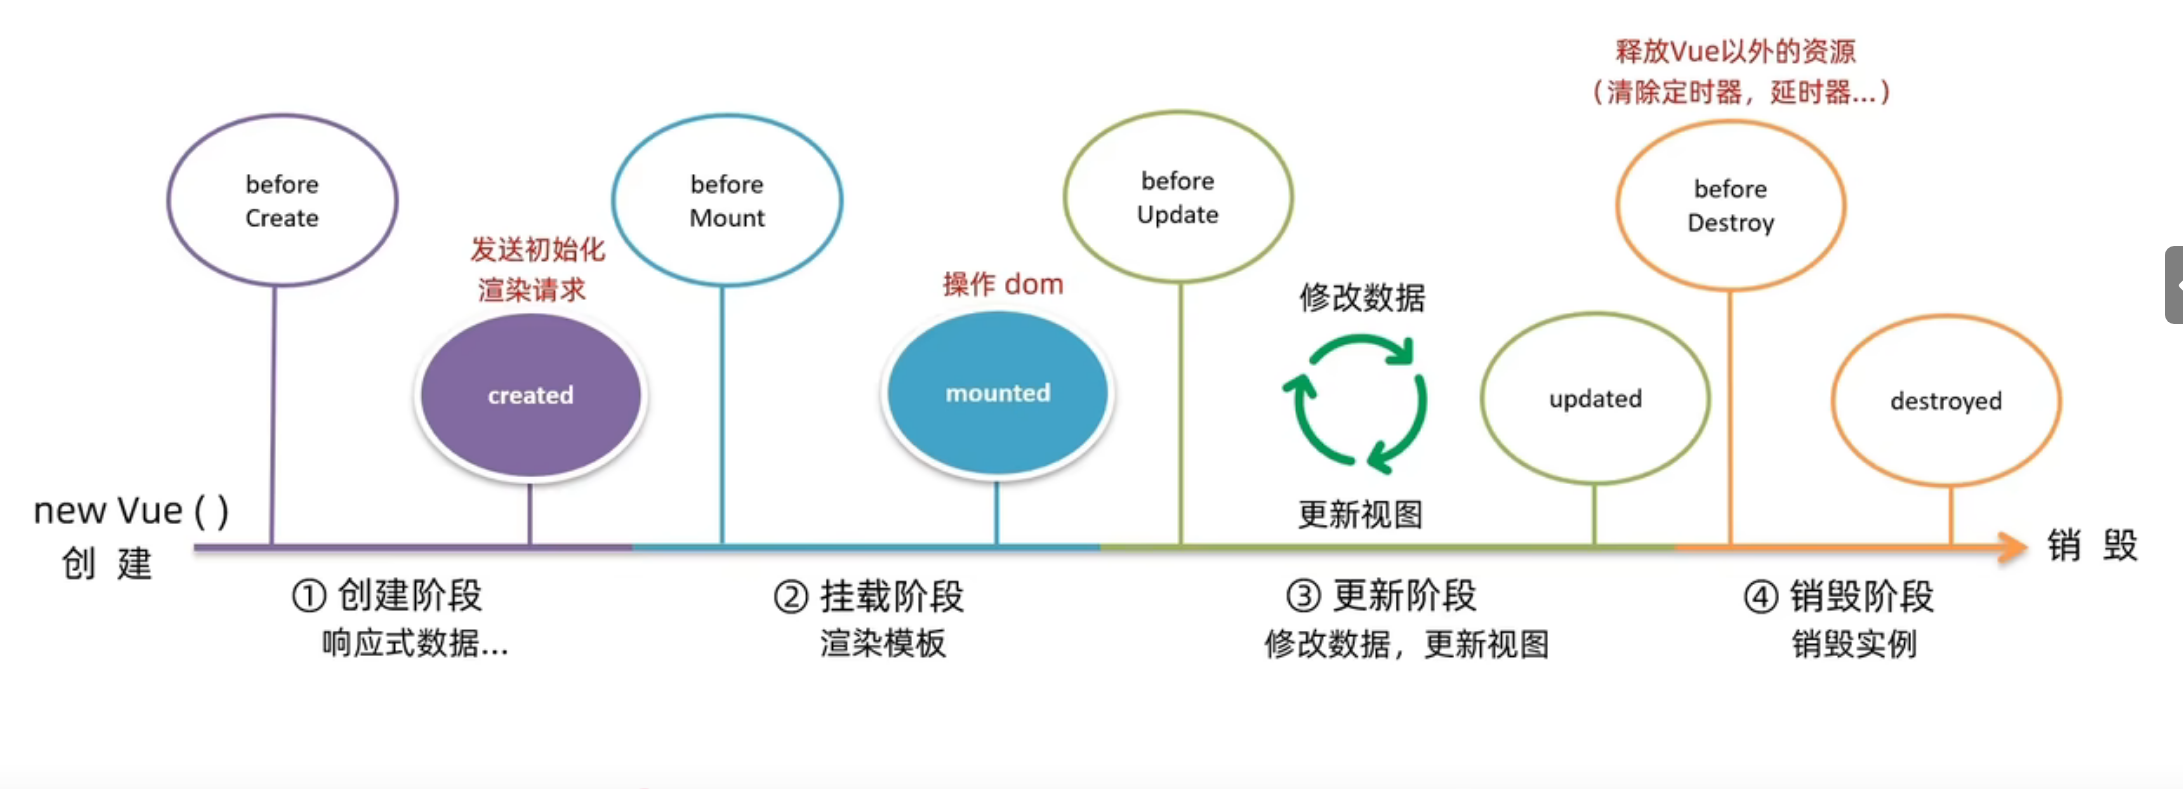 释放Vue以外的资源
（清除定时器，延时器...）
before
Create
before
Mount
before
Update
before
Destroy
发送初始化
渲染请求
操作 dom
修改数据
created
mounted
updated
destroyed
更新视图
new Vue ( )
创 建
销 毁
① 创建阶段
响应式数据...
② 挂载阶段
渲染模板
③ 更新阶段
修改数据，更新视图
④ 销毁阶段
销毁实例